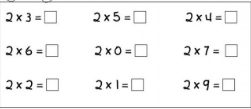 2 x 3 = □ 2 x 5 = □ 2 x 4 = □
2 x 6 = □ 2 x 0 = □ 2 x 7 = □
2 x 2 = □ 2 x 1 = □ 2 x 9 = □